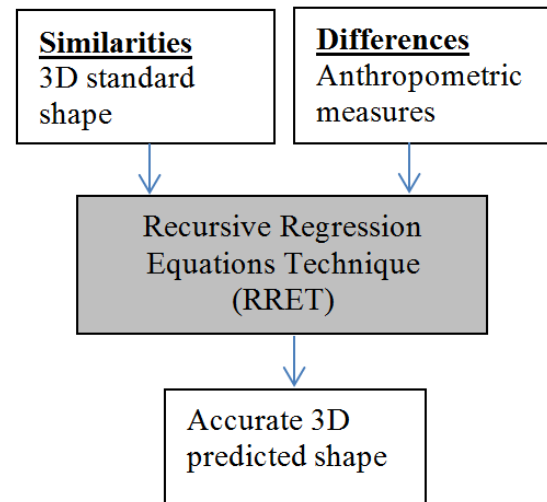 Similarities
3D standard
shape
Differences
Anthropometric
measures
Recursive Regression
Equations Technique
(RRET)
Accurate 3D
predicted shape